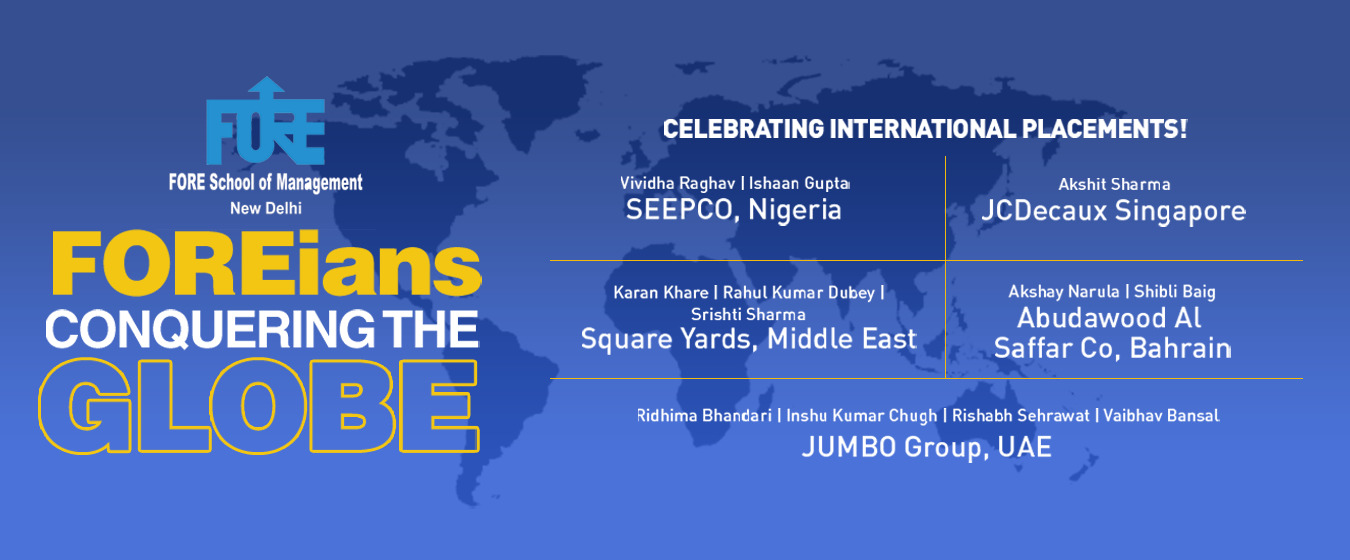 FORE
FORE School of Management
New Delhi
FOREians
CONQUERING THE
GLOBE
CELEBRATING INTERNATIONAL PLACEMENTS!
Vividha Raghav | Ishaan Gupta
SEEPCO, Nigeria
Akshit Sharma
JCDecaux Singapore
Karan Khare | Rahul Kumar Dubey |
Srishti Sharma
Square Yards, Middle East
Akshay Narula | Shibli Baig
Abudawood Al
Saffar Co, Bahrain
Ridhima Bhandari | Inshu Kumar Chugh | Rishabh Sehrawat | Vaibhav Bansal
JUMBO Group, UAE